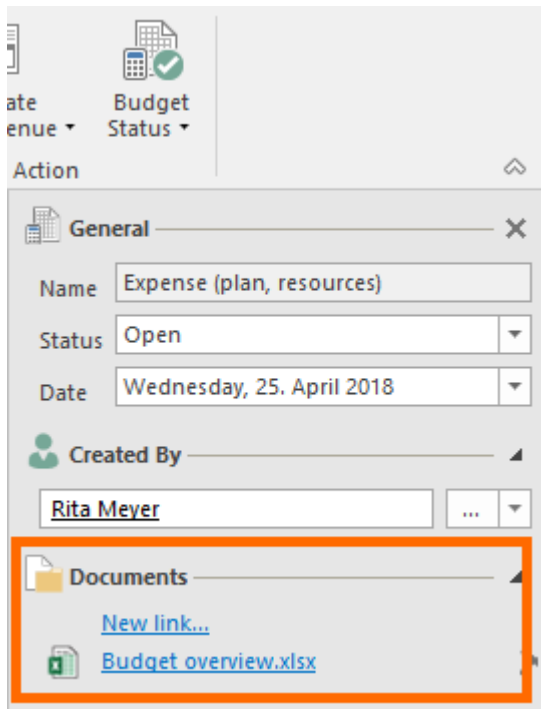 ate Budget
enue Status
Action
General
Name Expense (plan, resources)
Status Open
Date Wednesday, 25. April 2018
Created By
Rita Meyer ...
Documents
New link...
Budget overview.xlsx